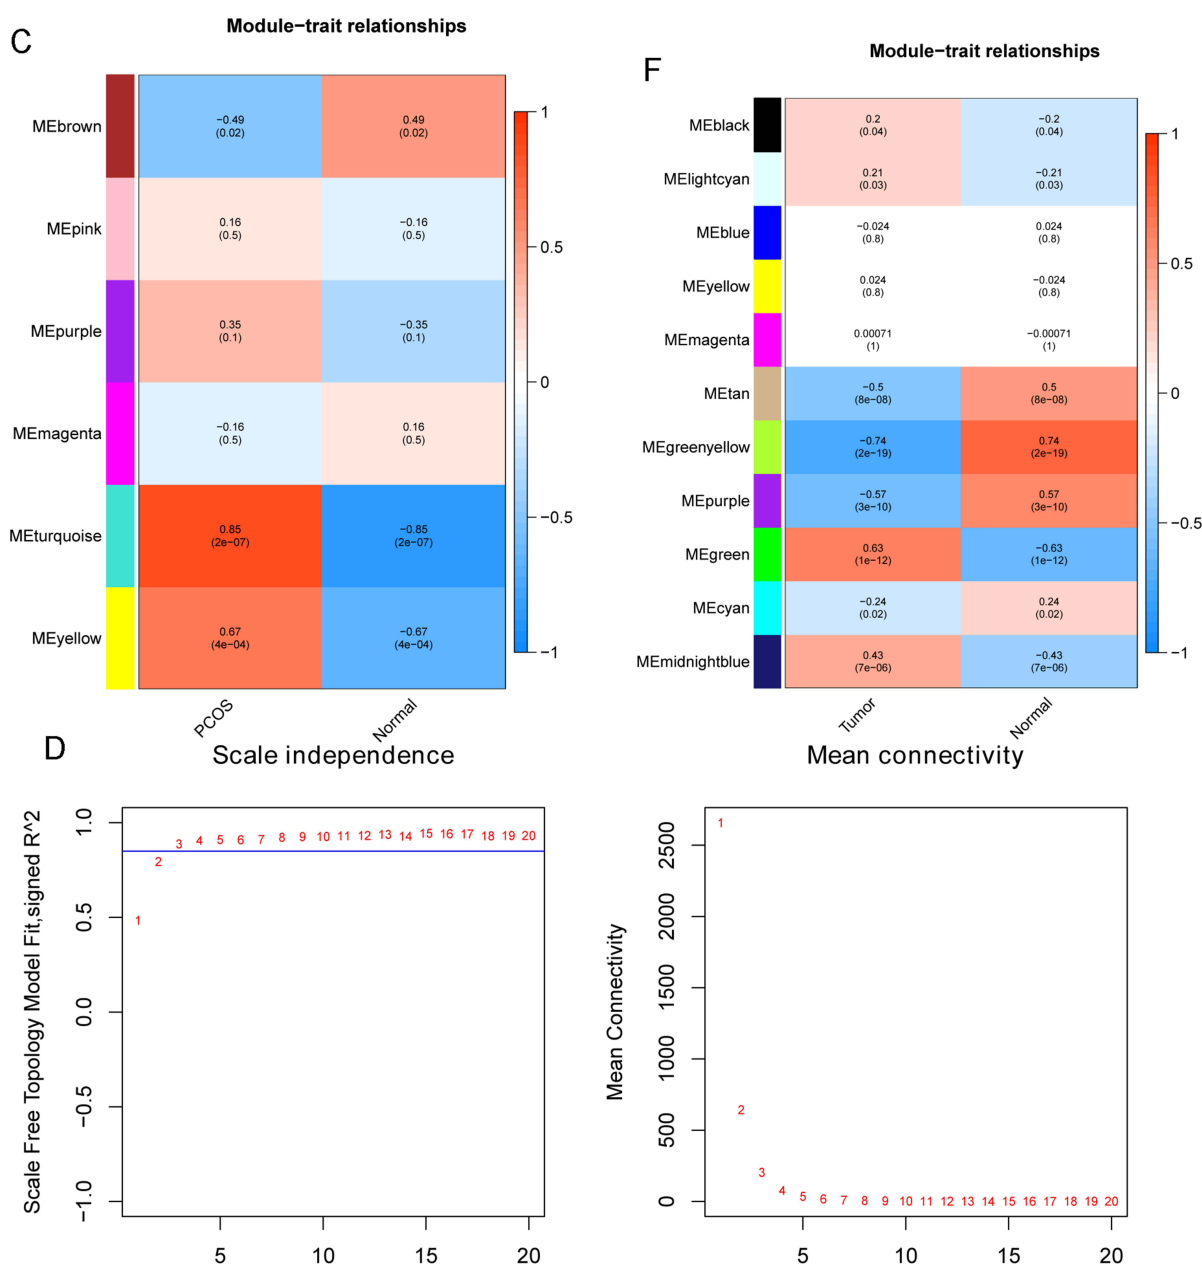 C
Module−trait relationships
MEbrown
−0.49
(0.02)
0.49
(0.02)
MEpink
0.16
(0.5)
−0.16
(0.5)
MEpurple
0.35
(0.1)
−0.35
(0.1)
MEmagenta
−0.16
(0.5)
0.16
(0.5)
MEturquoise
0.85
(2e−07)
−0.85
(2e−07)
MEyellow
0.67
(4e−04)
−0.67
(4e−04)
1
0.5
0
−0.5
−1
PCOS
Normal
F
Module−trait relationships
MEblack
0.2
(0.04)
−0.2
(0.04)
MElightcyan
0.21
(0.03)
−0.21
(0.03)
MEblue
−0.024
(0.8)
0.024
(0.8)
MEyellow
0.024
(0.8)
−0.024
(0.8)
MEmagenta
0.00071
(1)
−0.00071
(1)
MEtan
−0.5
(8e−08)
0.5
(8e−08)
MEgreenyellow
−0.74
(2e−19)
0.74
(2e−19)
MEpurple
−0.57
(3e−10)
0.57
(3e−10)
MEgreen
0.63
(1e−12)
−0.63
(1e−12)
MEcyan
−0.24
(0.02)
0.24
(0.02)
MEmidnightblue
0.43
(7e−06)
−0.43
(7e−06)
1
0.5
0
−0.5
−1
Tumor
Normal
D
Scale independence
Scale Free Topology Model Fit,signed R^2
1.0
0.5
0.0
−0.5
−1.0
1 2 3 4 5 6 7 8 9 10 11 12 13 14 15 16 17 18 19 20
5 10 15 20
Mean connectivity
Mean Connectivity
2500
2000
1500
1000
500
0
1 2 3 4 5 6 7 8 9 10 11 12 13 14 15 16 17 18 19 20
5 10 15 20